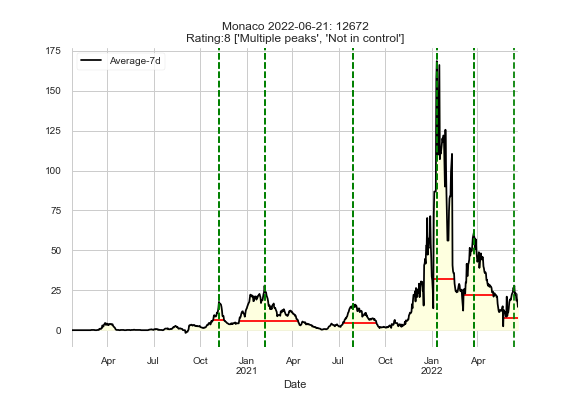 Monaco 2022-06-21: 12672
Rating:8 ['Multiple peaks', 'Not in control']
Average-7d
175
150
125
100
75
50
25
0
Apr Jul Oct Jan Apr Jul Oct Jan Apr
2021 2022
Date